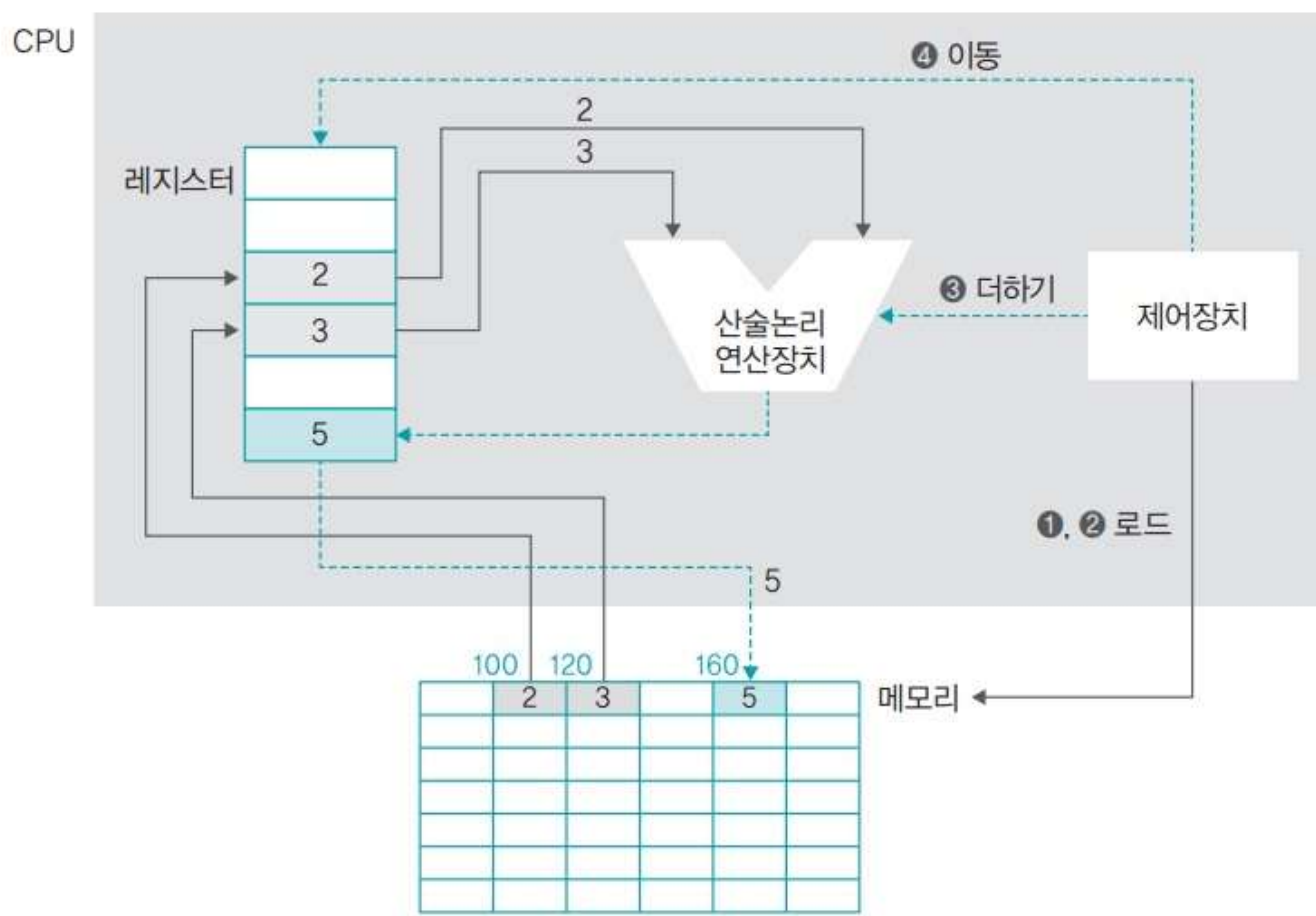 CPU
❹ 이동
2
3
레지스터
2
3
5
산술논리
연산장치
❸ 더하기
제어장치
❶, ❷ 로드
5
100 120 160
2 3 5
메모리